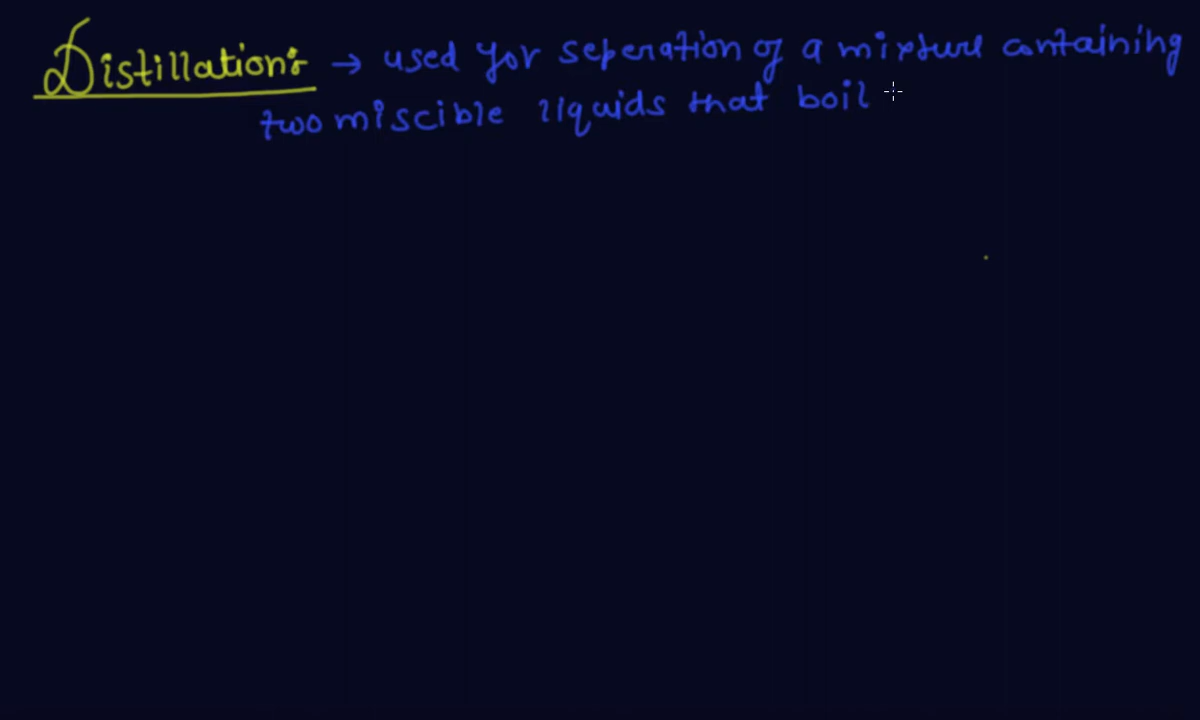 Distillation:→ used for seperation of a mixture containing
two miscible liquids that boil